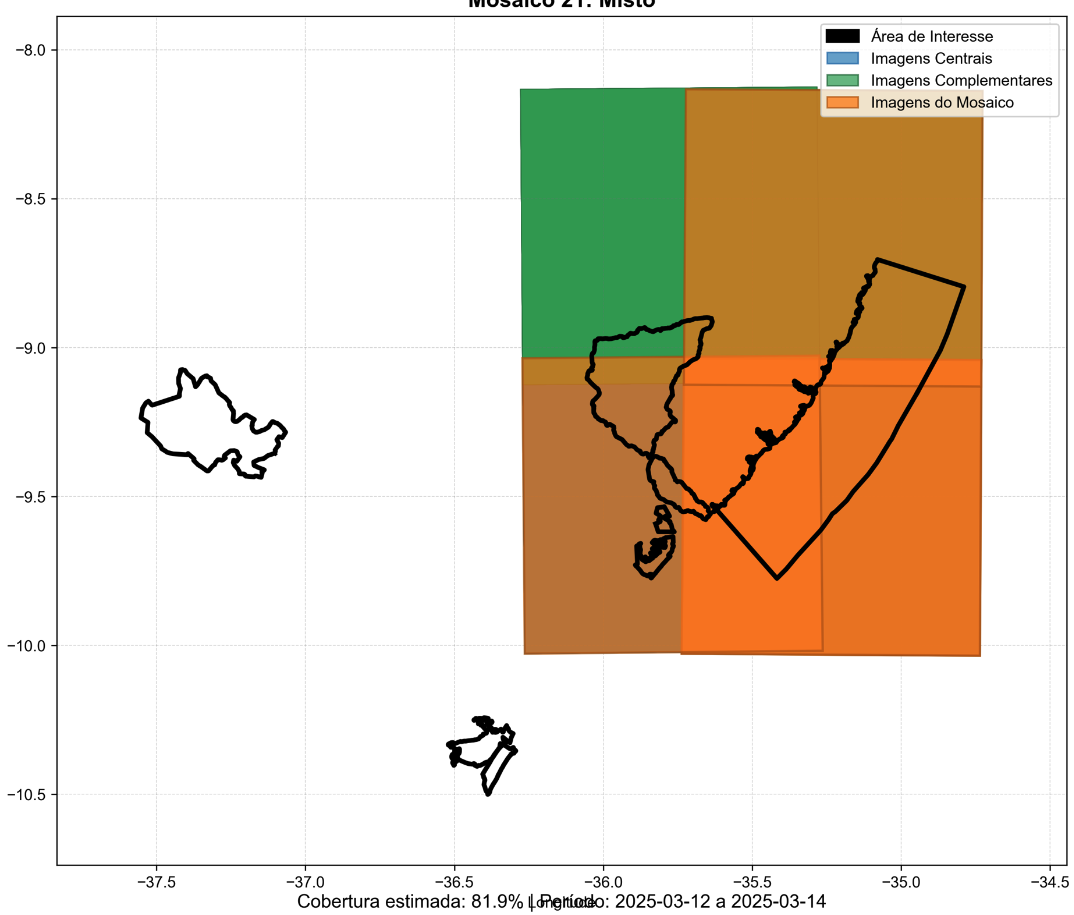 Mosaico 21: Misto
Área de Interesse
Imagens Centrais
Imagens Complementares
Imagens do Mosaico
−8.0
−8.5
−9.0
−9.5
−10.0
−10.5
−37.5 −37.0 −36.5 −36.0 −35.5 −35.0 −34.5
Longitude
Cobertura estimada: 81.9% | Período: 2025-03-12 a 2025-03-14